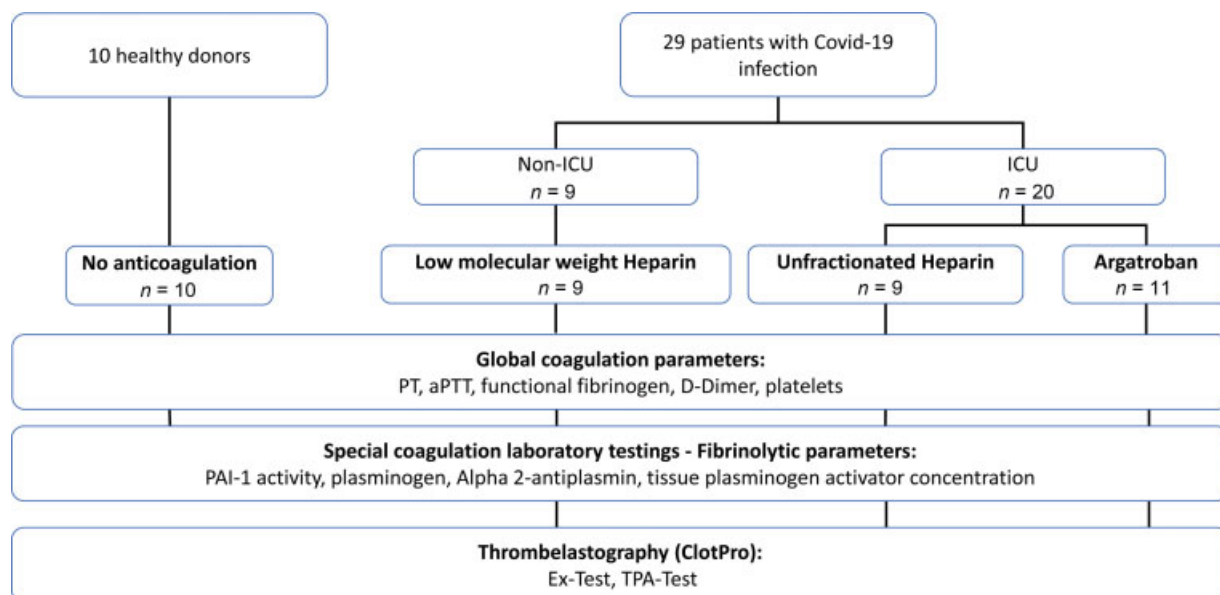 10 healthy donors
29 patients with Covid-19
infection
Non-ICU
n = 9
ICU
n = 20
No anticoagulation
n = 10
Low molecular weight Heparin
n = 9
Unfractionated Heparin
n = 9
Argatroban
n = 11
Global coagulation parameters:
PT, aPTT, functional fibrinogen, D-Dimer, platelets
Special coagulation laboratory testings - Fibrinolytic parameters:
PAI-1 activity, plasminogen, Alpha 2-antiplasmin, tissue plasminogen activator concentration
Thrombelastography (ClotPro):
Ex-Test, TPA-Test